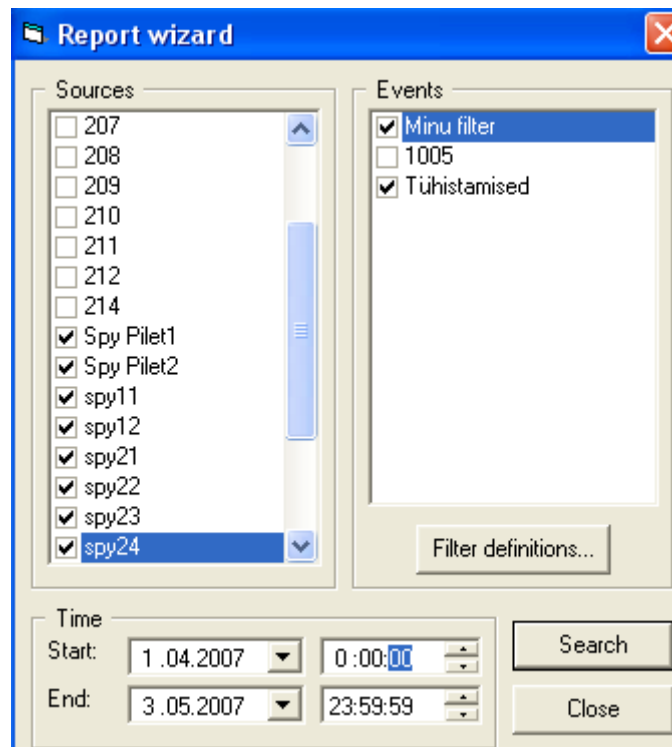 Report wizard
Sources
207
208
209
210
211
212
214
Spy Pilet1
Spy Pilet2
spy11
spy12
spy21
spy22
spy23
spy24
Events
Minu filter
1005
Tühistamised
Filter definitions...
Time
Start: 1 .04.2007 0 :00:00
End: 3 .05.2007 23:59:59
Search
Close